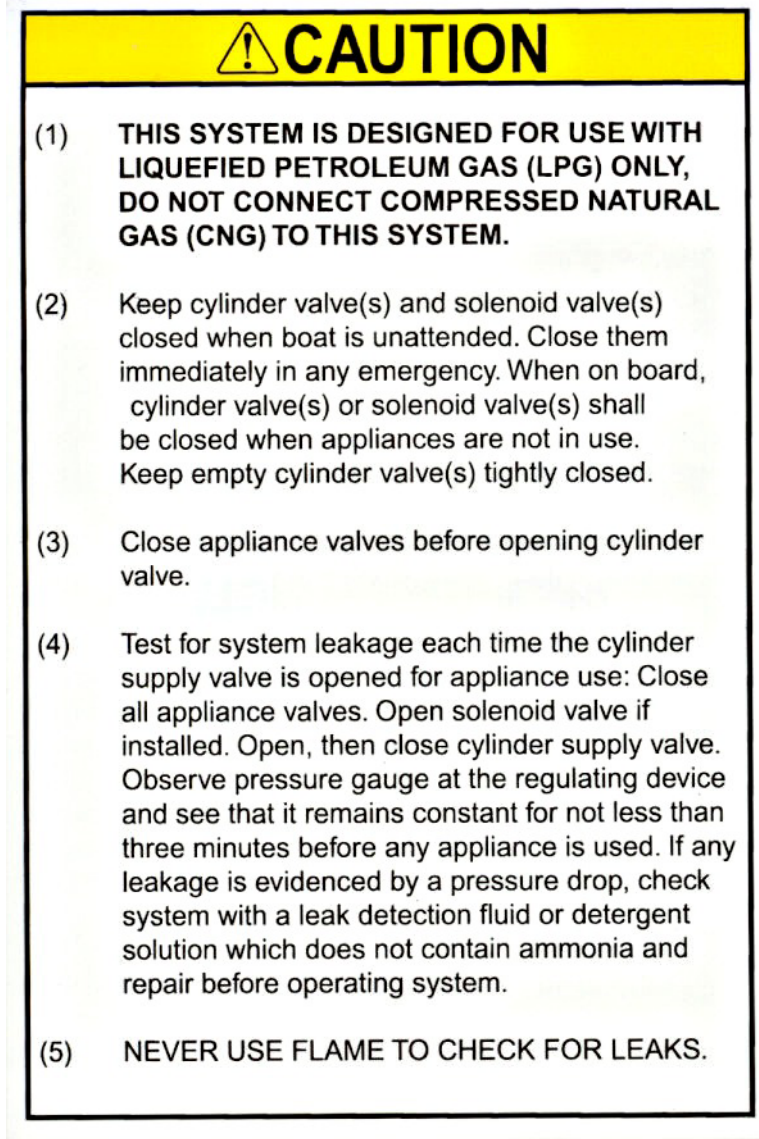 CAUTION
(1) THIS SYSTEM IS DESIGNED FOR USE WITH
LIQUEFIED PETROLEUM GAS (LPG) ONLY,
DO NOT CONNECT COMPRESSED NATURAL
GAS (CNG) TO THIS SYSTEM.
(2) Keep cylinder valve(s) and solenoid valve(s)
closed when boat is unattended. Close them
immediately in any emergency. When on board,
cylinder valve(s) or solenoid valve(s) shall
be closed when appliances are not in use.
Keep empty cylinder valve(s) tightly closed.
(3) Close appliance valves before opening cylinder
valve.
(4) Test for system leakage each time the cylinder
supply valve is opened for appliance use: Close
all appliance valves. Open solenoid valve if
installed. Open, then close cylinder supply valve.
Observe pressure gauge at the regulating device
and see that it remains constant for not less than
three minutes before any appliance is used. If any
leakage is evidenced by a pressure drop, check
system with a leak detection fluid or detergent
solution which does not contain ammonia and
repair before operating system.
(5) NEVER USE FLAME TO CHECK FOR LEAKS.